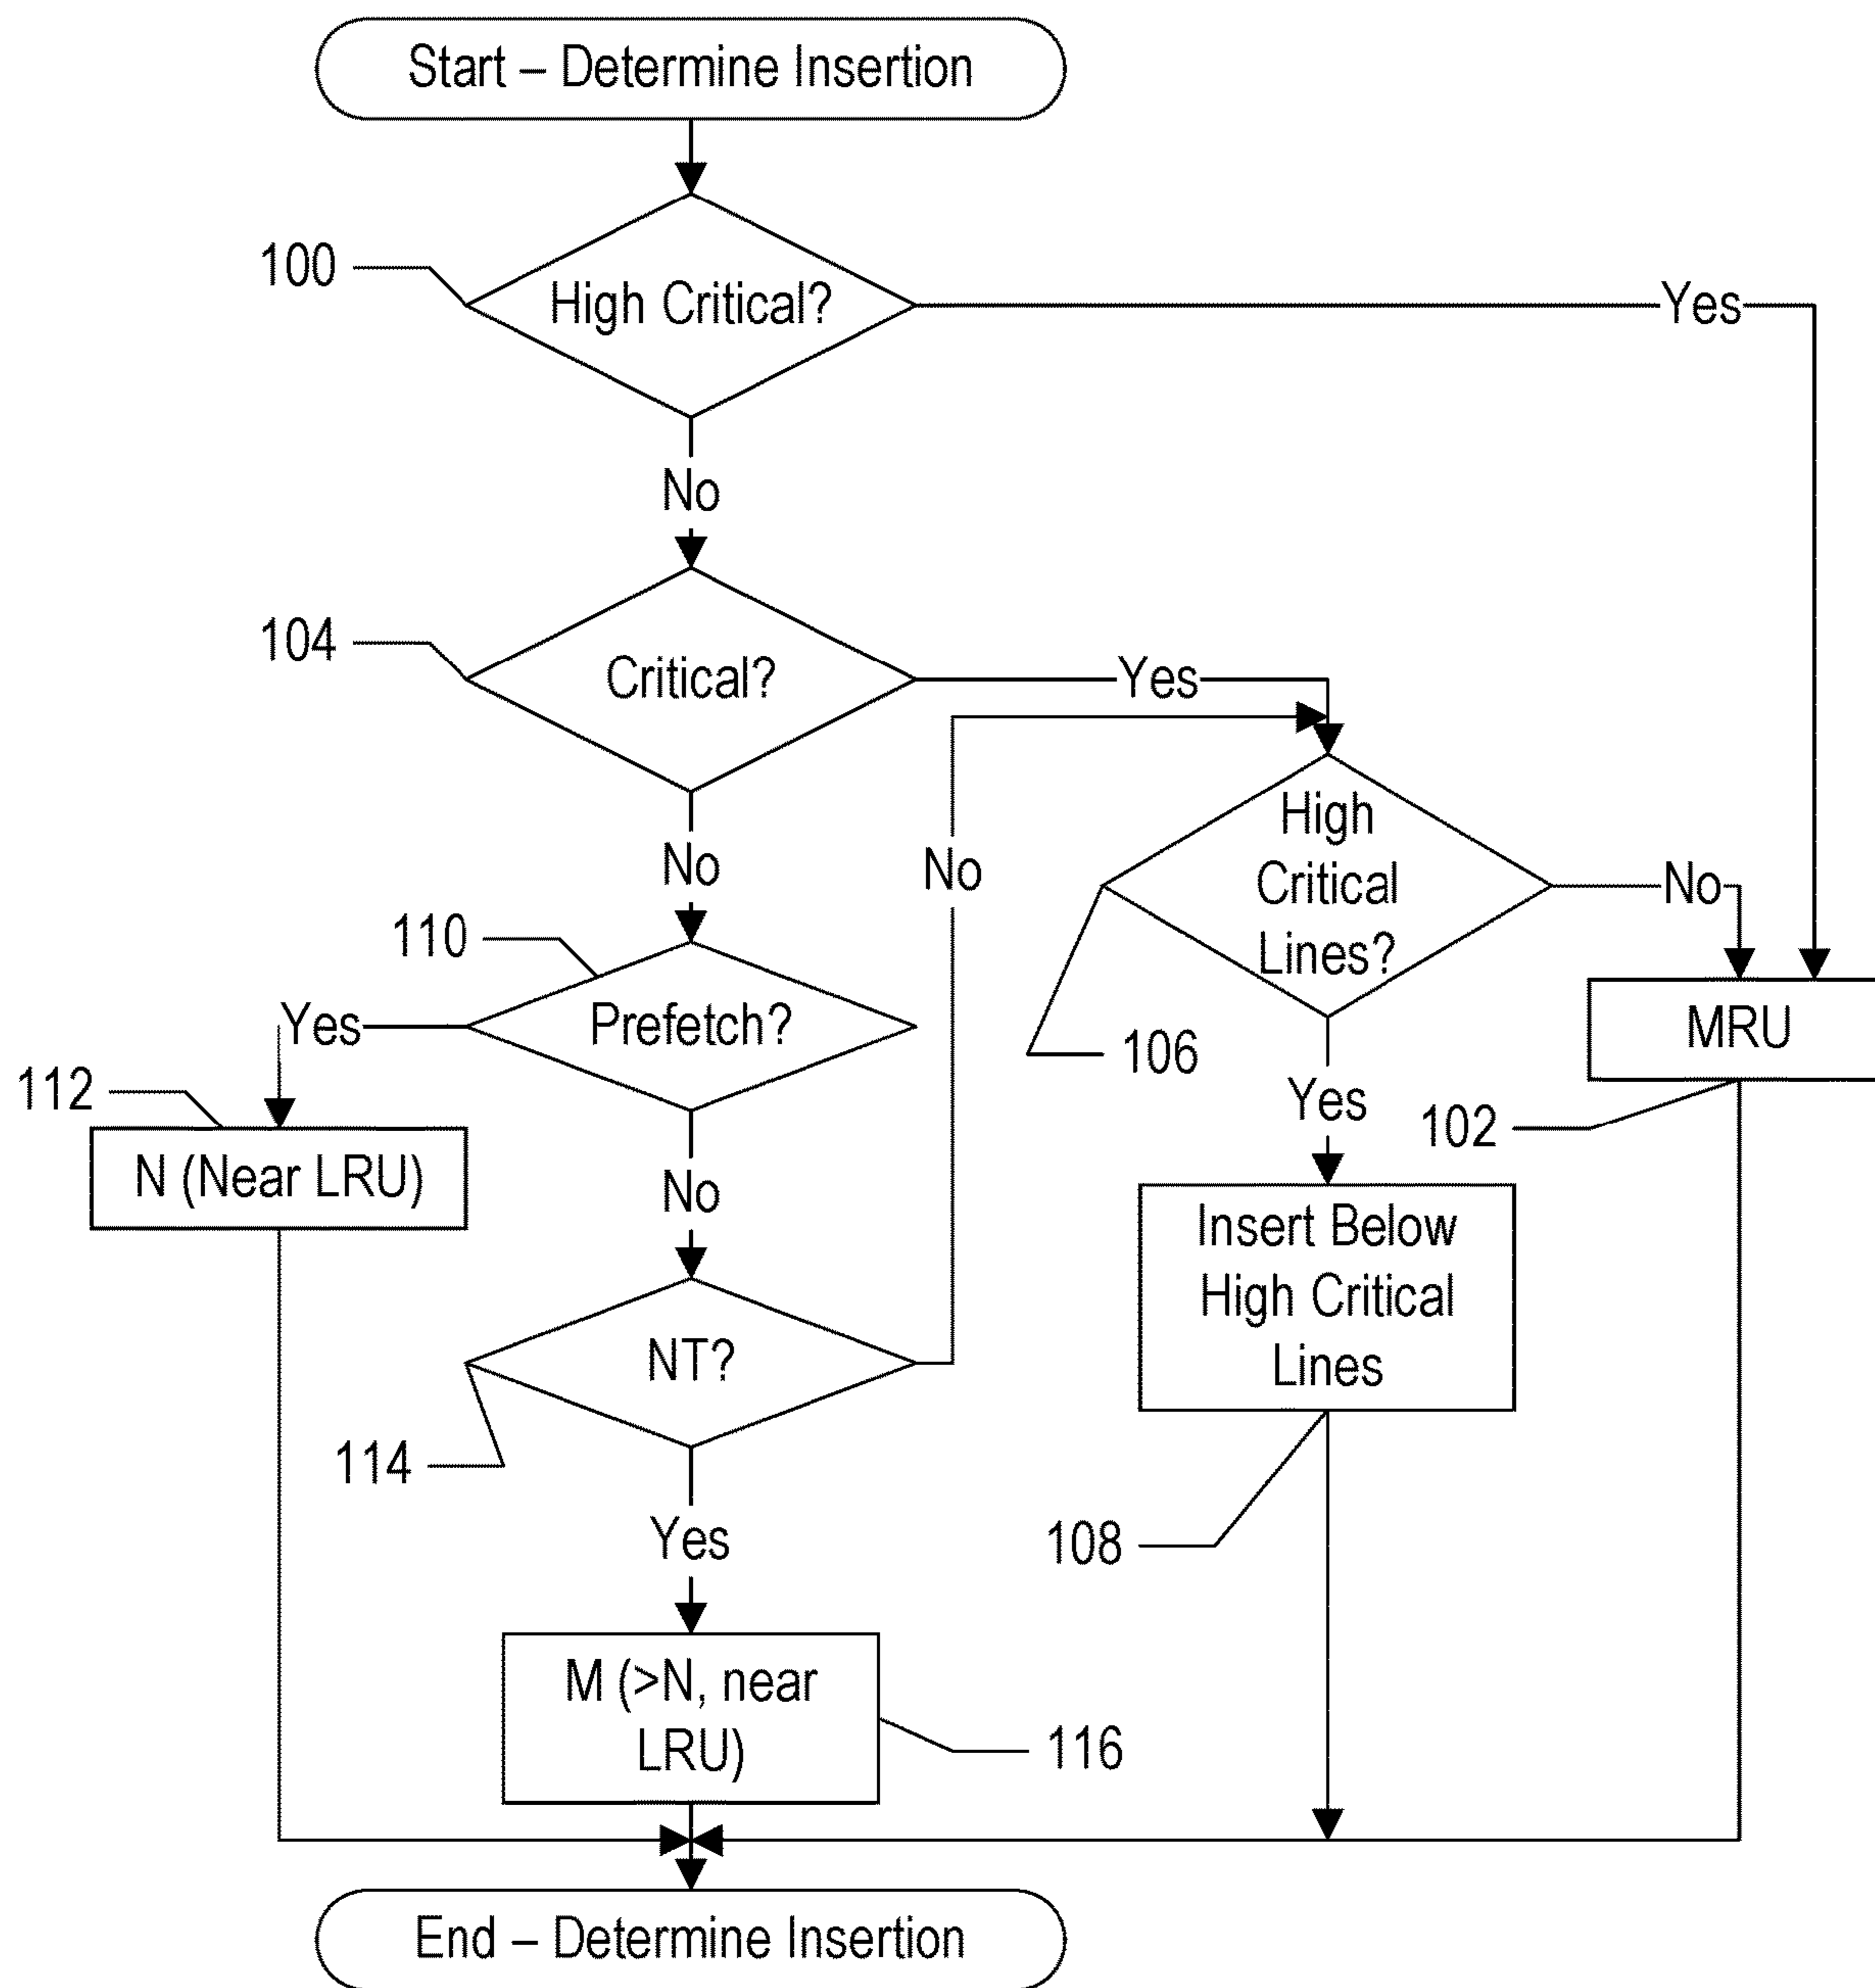 Start – Determine Insertion
100
High Critical?
Yes
No
104
Critical?
Yes
No
No
High
Critical
Lines?
No
110
Prefetch?
Yes
106
MRU
102
Yes
112
N (Near LRU)
No
Insert Below
High Critical
Lines
NT?
114
Yes
108
M (>N, near
LRU)
116
End – Determine Insertion